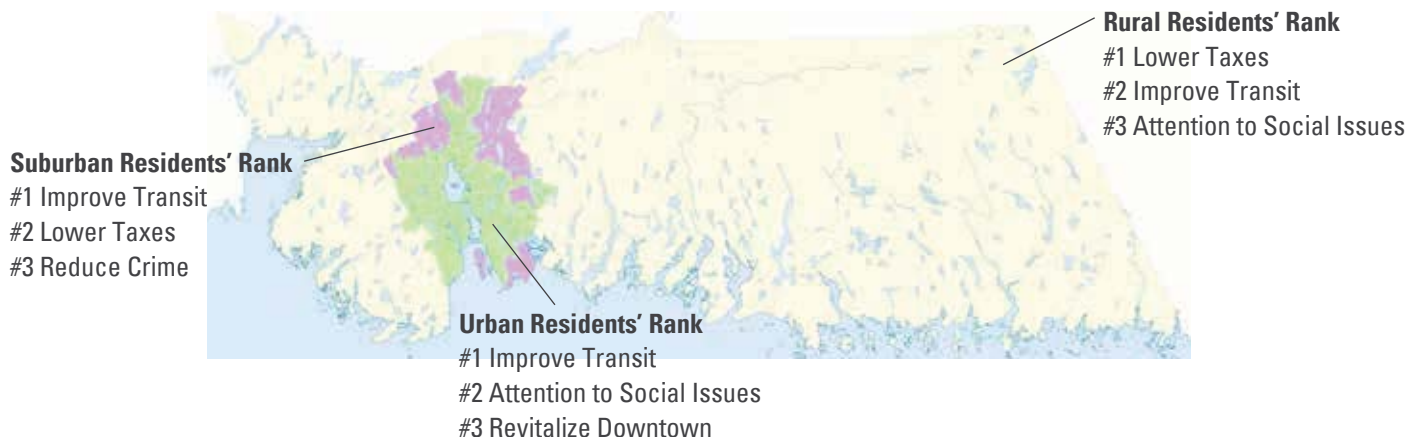 Rural Residents’ Rank
#1 Lower Taxes
#2 Improve Transit
#3 Attention to Social Issues
Suburban Residents’ Rank
#1 Improve Transit
#2 Lower Taxes
#3 Reduce Crime
Urban Residents’ Rank
#1 Improve Transit
#2 Attention to Social Issues
#3 Revitalize Downtown